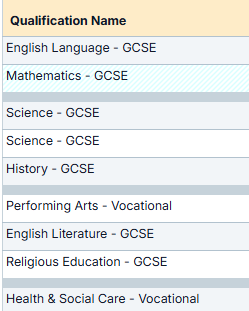 Qualification Name
English Language - GCSE
Mathematics - GCSE
Science - GCSE
Science - GCSE
History - GCSE
Performing Arts - Vocational
English Literature - GCSE
Religious Education - GCSE
Health & Social Care - Vocational